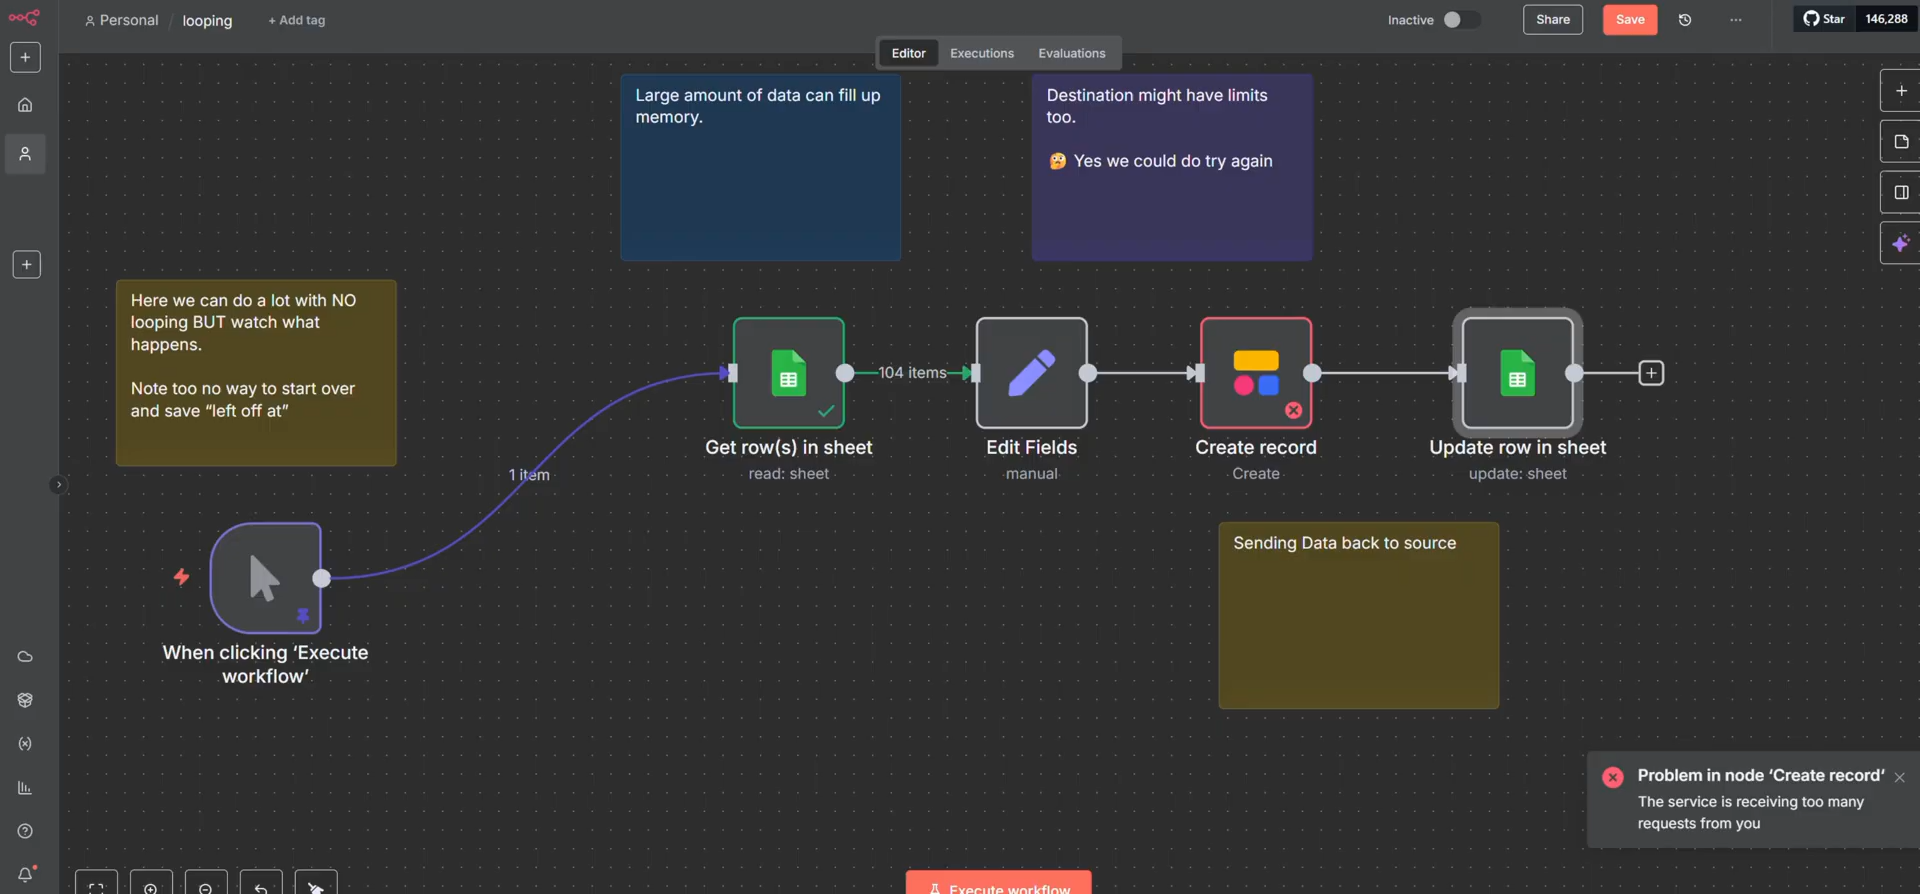 Personal / looping + Add tag
Inactive
Share
Save
Star 146,288
Editor Executions Evaluations
Large amount of data can fill up
memory.
Destination might have limits
too.
🤔 Yes we could do try again
Here we can do a lot with NO
looping BUT watch what
happens.
Note too no way to start over
and save “left off at”
1 item
104 items
Get row(s) in sheet
read: sheet
Edit Fields
manual
Create record
Create
Update row in sheet
update: sheet
Sending Data back to source
When clicking ‘Execute
workflow’
Problem in node ‘Create record‘
The service is receiving too many
requests from you
Execute workflow